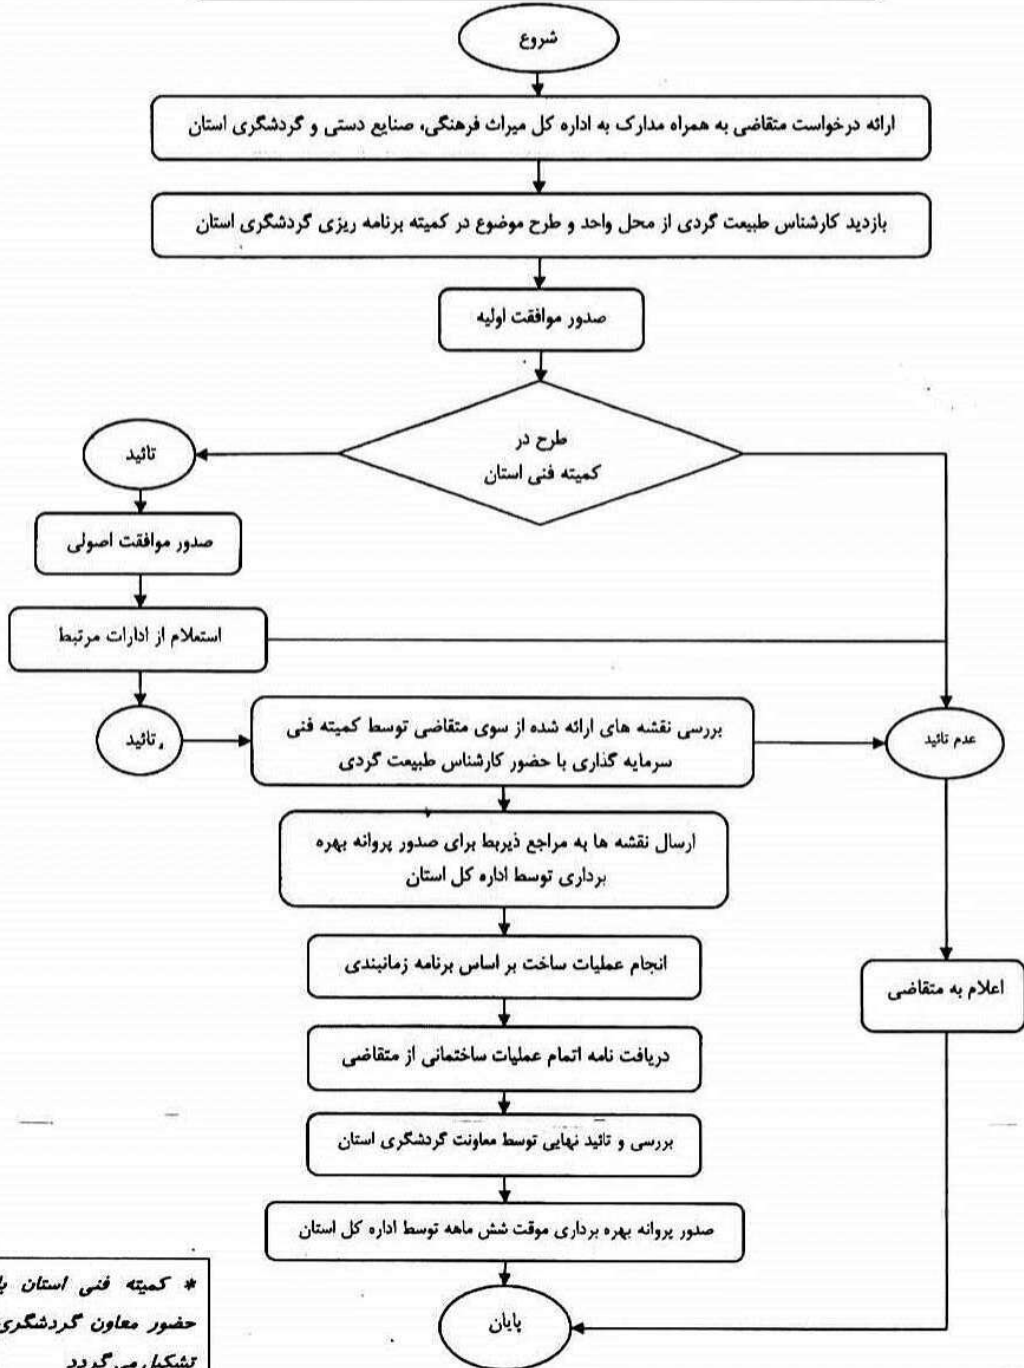 شروع
ارائه درخواست متقاضی به همراه مدارک به اداره کل میراث فرهنگی، صنایع دستی و گردشگری استان
بازدید کارشناس طبیعت گردی از محل واحد و طرح موضوع در کمیته برنامه ریزی گردشگری استان
صدور موافقت اولیه
طرح در
کمیته فنی استان
تائید
صدور موافقت اصولی
استعلام از ادارات مرتبط
تائید
بررسی نقشه های ارائه شده از سوی متقاضی توسط کمیته فنی
سرمایه گذاری با حضور کارشناس طبیعت گردی
عدم تائید
ارسال نقشه ها به مراجع ذیربط برای صدور پروانه بهره
برداری توسط اداره کل استان
انجام عملیات ساخت بر اساس برنامه زمانبندی
اعلام به متقاضی
دریافت نامه اتمام عملیات ساختمانی از متقاضی
بررسی و تائید نهایی توسط معاونت گردشگری استان
صدور پروانه بهره برداری موقت شش ماهه توسط اداره کل استان
پایان
* کمیته فنی استان با
حضور معاون گردشگری
تشکیل می گردد